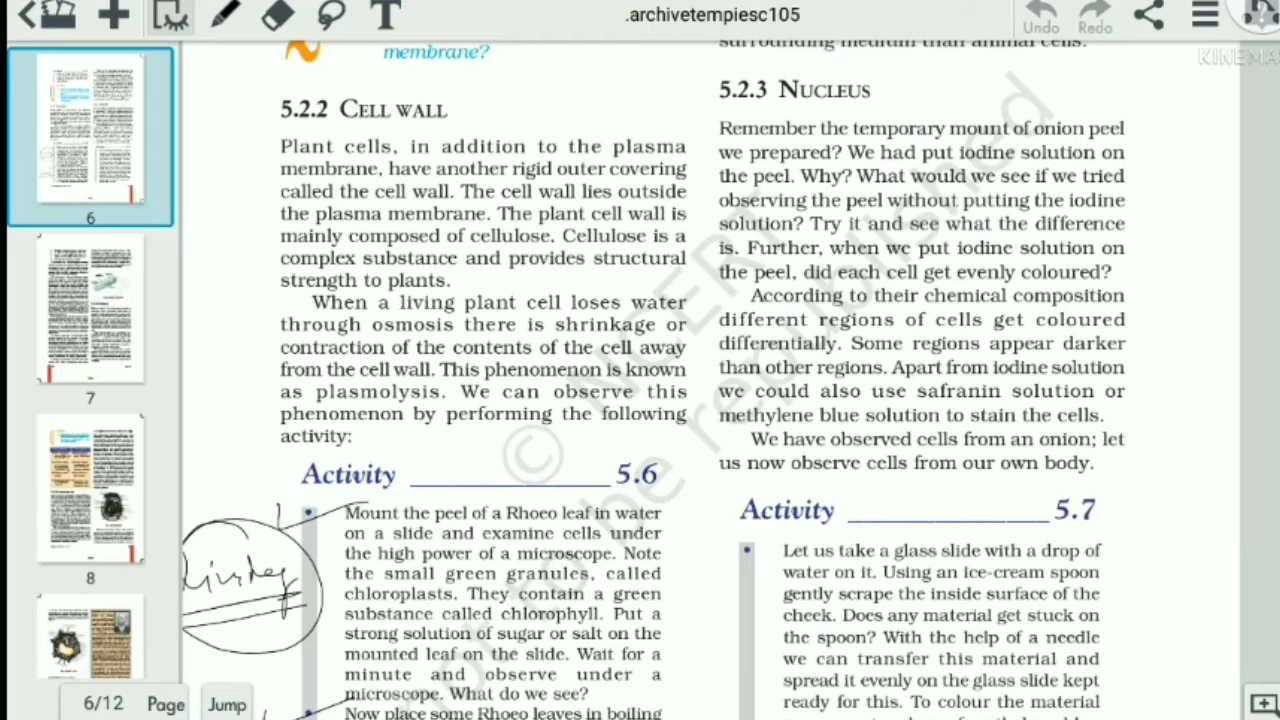 .archivetempiesc105
Undo
Redo
KINEMA
membrane?
5.2.2 CELL WALL
Plant cells, in addition to the plasma
membrane, have another rigid outer covering
called the cell wall. The cell wall lies outside
the plasma membrane. The plant cell wall is
mainly composed of cellulose. Cellulose is a
complex substance and provides structural
strength to plants.
When a living plant cell loses water
through osmosis there is shrinkage or
contraction of the contents of the cell away
from the cell wall. This phenomenon is known
as plasmolysis. We can observe this
phenomenon by performing the following
activity:
Activity 5.6
• Mount the peel of a Rhoeo leaf in water
on a slide and examine cells under
the high power of a microscope. Note
the small green granules, called
chloroplasts. They contain a green
substance called chlorophyll. Put a
strong solution of sugar or salt on the
mounted leaf on the slide. Wait for a
minute and observe under a
microscope. What do we see?
• Now place some Rhoeo leaves in boiling
surrounding medium than animal cells.
5.2.3 NUCLEUS
Remember the temporary mount of onion peel
we prepared? We had put iodine solution on
the peel. Why? What would we see if we tried
observing the peel without putting the iodine
solution? Try it and see what the difference
is. Further, when we put iodine solution on
the peel, did each cell get evenly coloured?
According to their chemical composition
different regions of cells get coloured
differentially. Some regions appear darker
than other regions. Apart from iodine solution
we could also use safranin solution or
methylene blue solution to stain the cells.
We have observed cells from an onion; let
us now observe cells from our own body.
Activity 5.7
• Let us take a glass slide with a drop of
water on it. Using an ice-cream spoon
gently scrape the inside surface of the
cheek. Does any material get stuck on
the spoon? With the help of a needle
we can transfer this material and
spread it evenly on the glass slide kept
ready for this. To colour the material
6
7
8
6/12 Page Jump